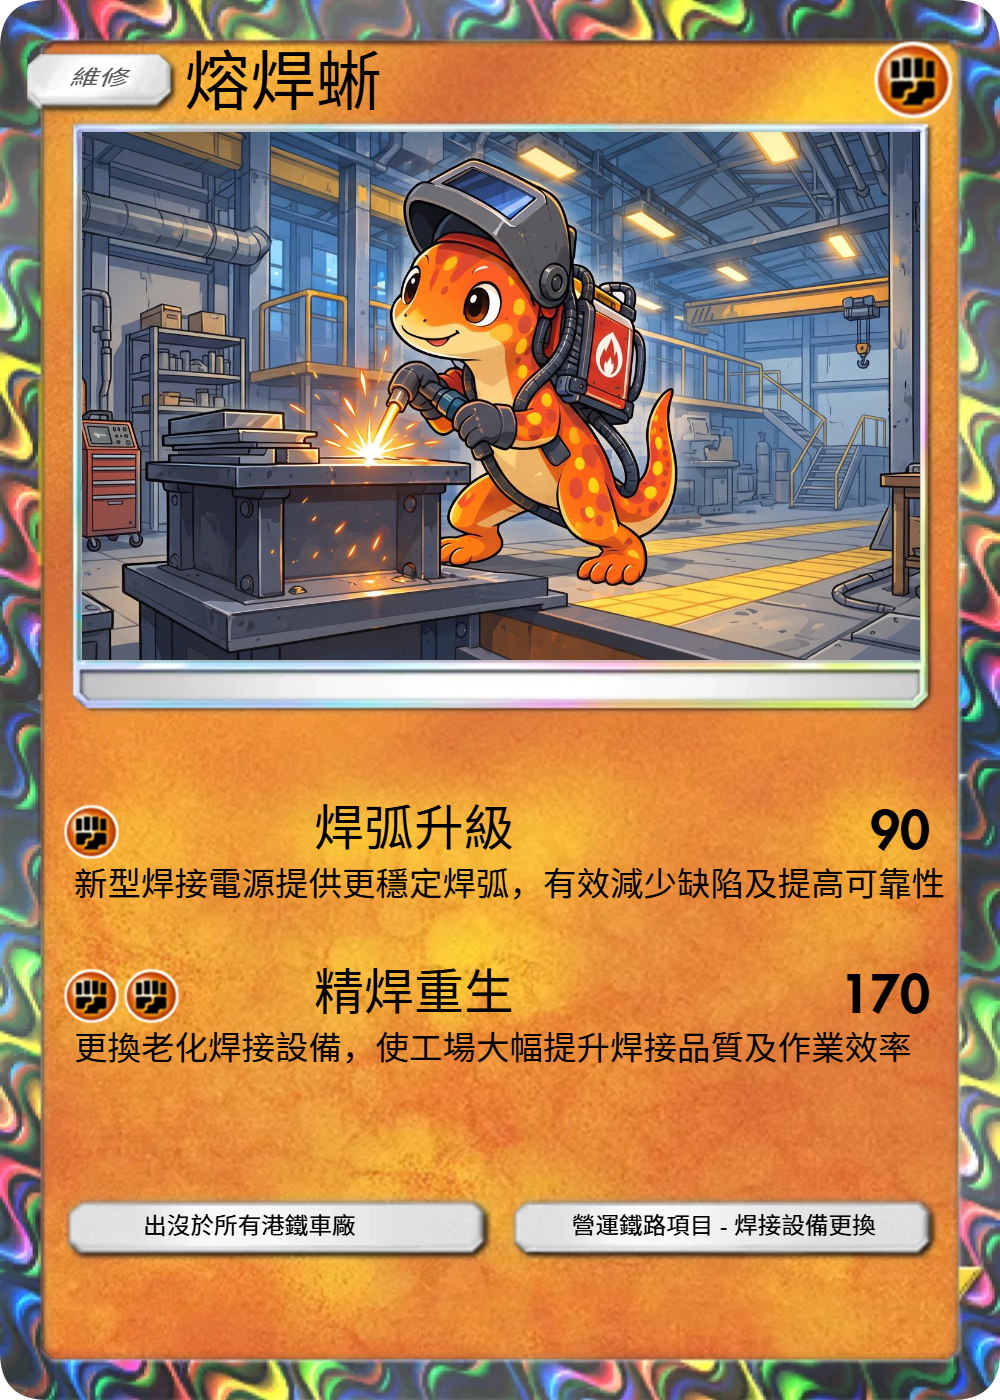 維修
熔焊蜥
焊弧升級 90
新型焊接電源提供更穩定焊弧，有效減少缺陷及提高可靠性
精焊重生 170
更換老化焊接設備，使工場大幅提升焊接品質及作業效率
出沒於所有港鐵車廠
營運鐵路項目 - 焊接設備更換